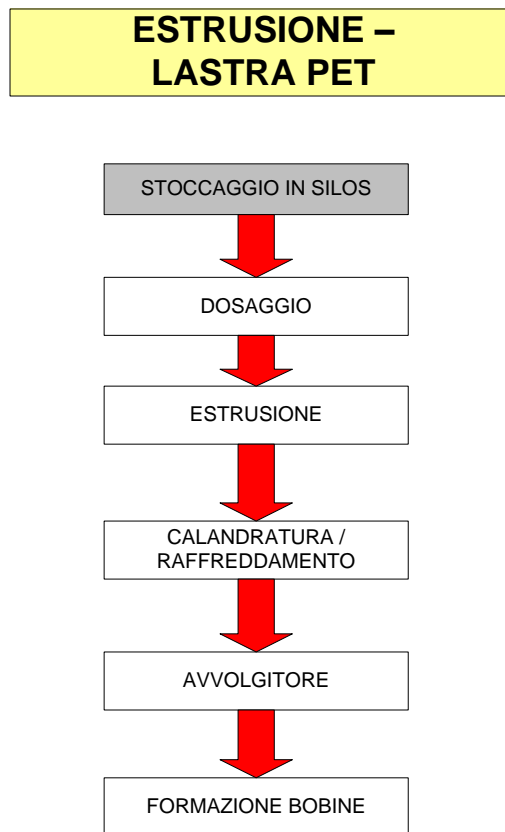 ESTRUSIONE –
LASTRA PET
STOCCAGGIO IN SILOS
DOSAGGIO
ESTRUSIONE
CALANDRATURA /
RAFFREDDAMENTO
AVVOLGITORE
FORMAZIONE BOBINE